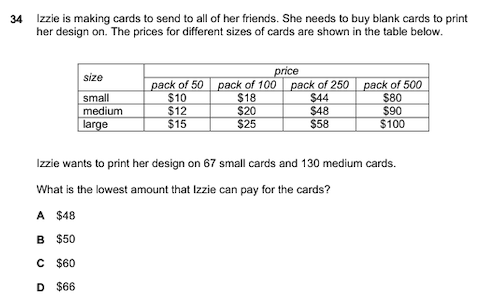 34 Izzie is making cards to send to all of her friends. She needs to buy blank cards to print
her design on. The prices for different sizes of cards are shown in the table below.
size price
pack of 50 pack of 100 pack of 250 pack of 500
small $10 $18 $44 $80
medium $12 $20 $48 $90
large $15 $25 $58 $100
Izzie wants to print her design on 67 small cards and 130 medium cards.
What is the lowest amount that Izzie can pay for the cards?
A $48
B $50
C $60
D $66